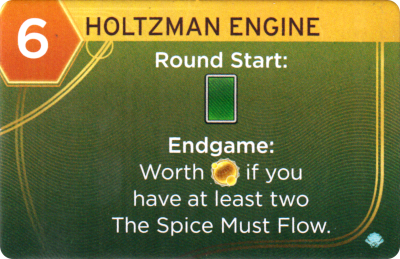 6
HOLTZMAN ENGINE
Round Start:
Endgame:
Worth if you
have at least two
The Spice Must Flow.